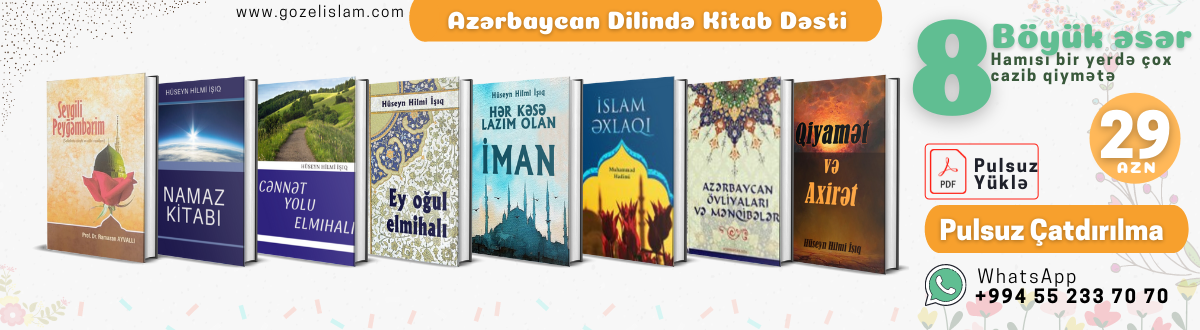 www.gozelislam.com
Azərbaycan Dilində Kitab Dəsti
8
Böyük əsər
Hamısı bir yerdə çox
cazib qiymətə
29
AZN
PDF
Pulsuz
Yüklə
Pulsuz Çatdırılma
WhatsApp
+994 55 233 70 70
Sevgili
Peyğəmbərim
Prof. Dr. Ramazan AYVALLI
HÜSEYN HİLMİ IŞIQ
NAMAZ
KİTABI
HÜSEYN HİLMİ IŞIQ
CƏNNƏT
YOLU
ELMIHALI
Hüseyn Hilmi İşıq
Ey oğul
elmihalı
Hüseyn Hilmi Işıq
HƏR KƏSƏ
LAZIM OLAN
İMAN
İSLAM
ƏXLAQI
Muhammed
Hadimi
AZƏRBAYCAN
ÖVLİYALARI
VƏ MƏNQİBƏLƏR
Qiyamət
və
Axirət
Hüseyn Hilmi Işıq